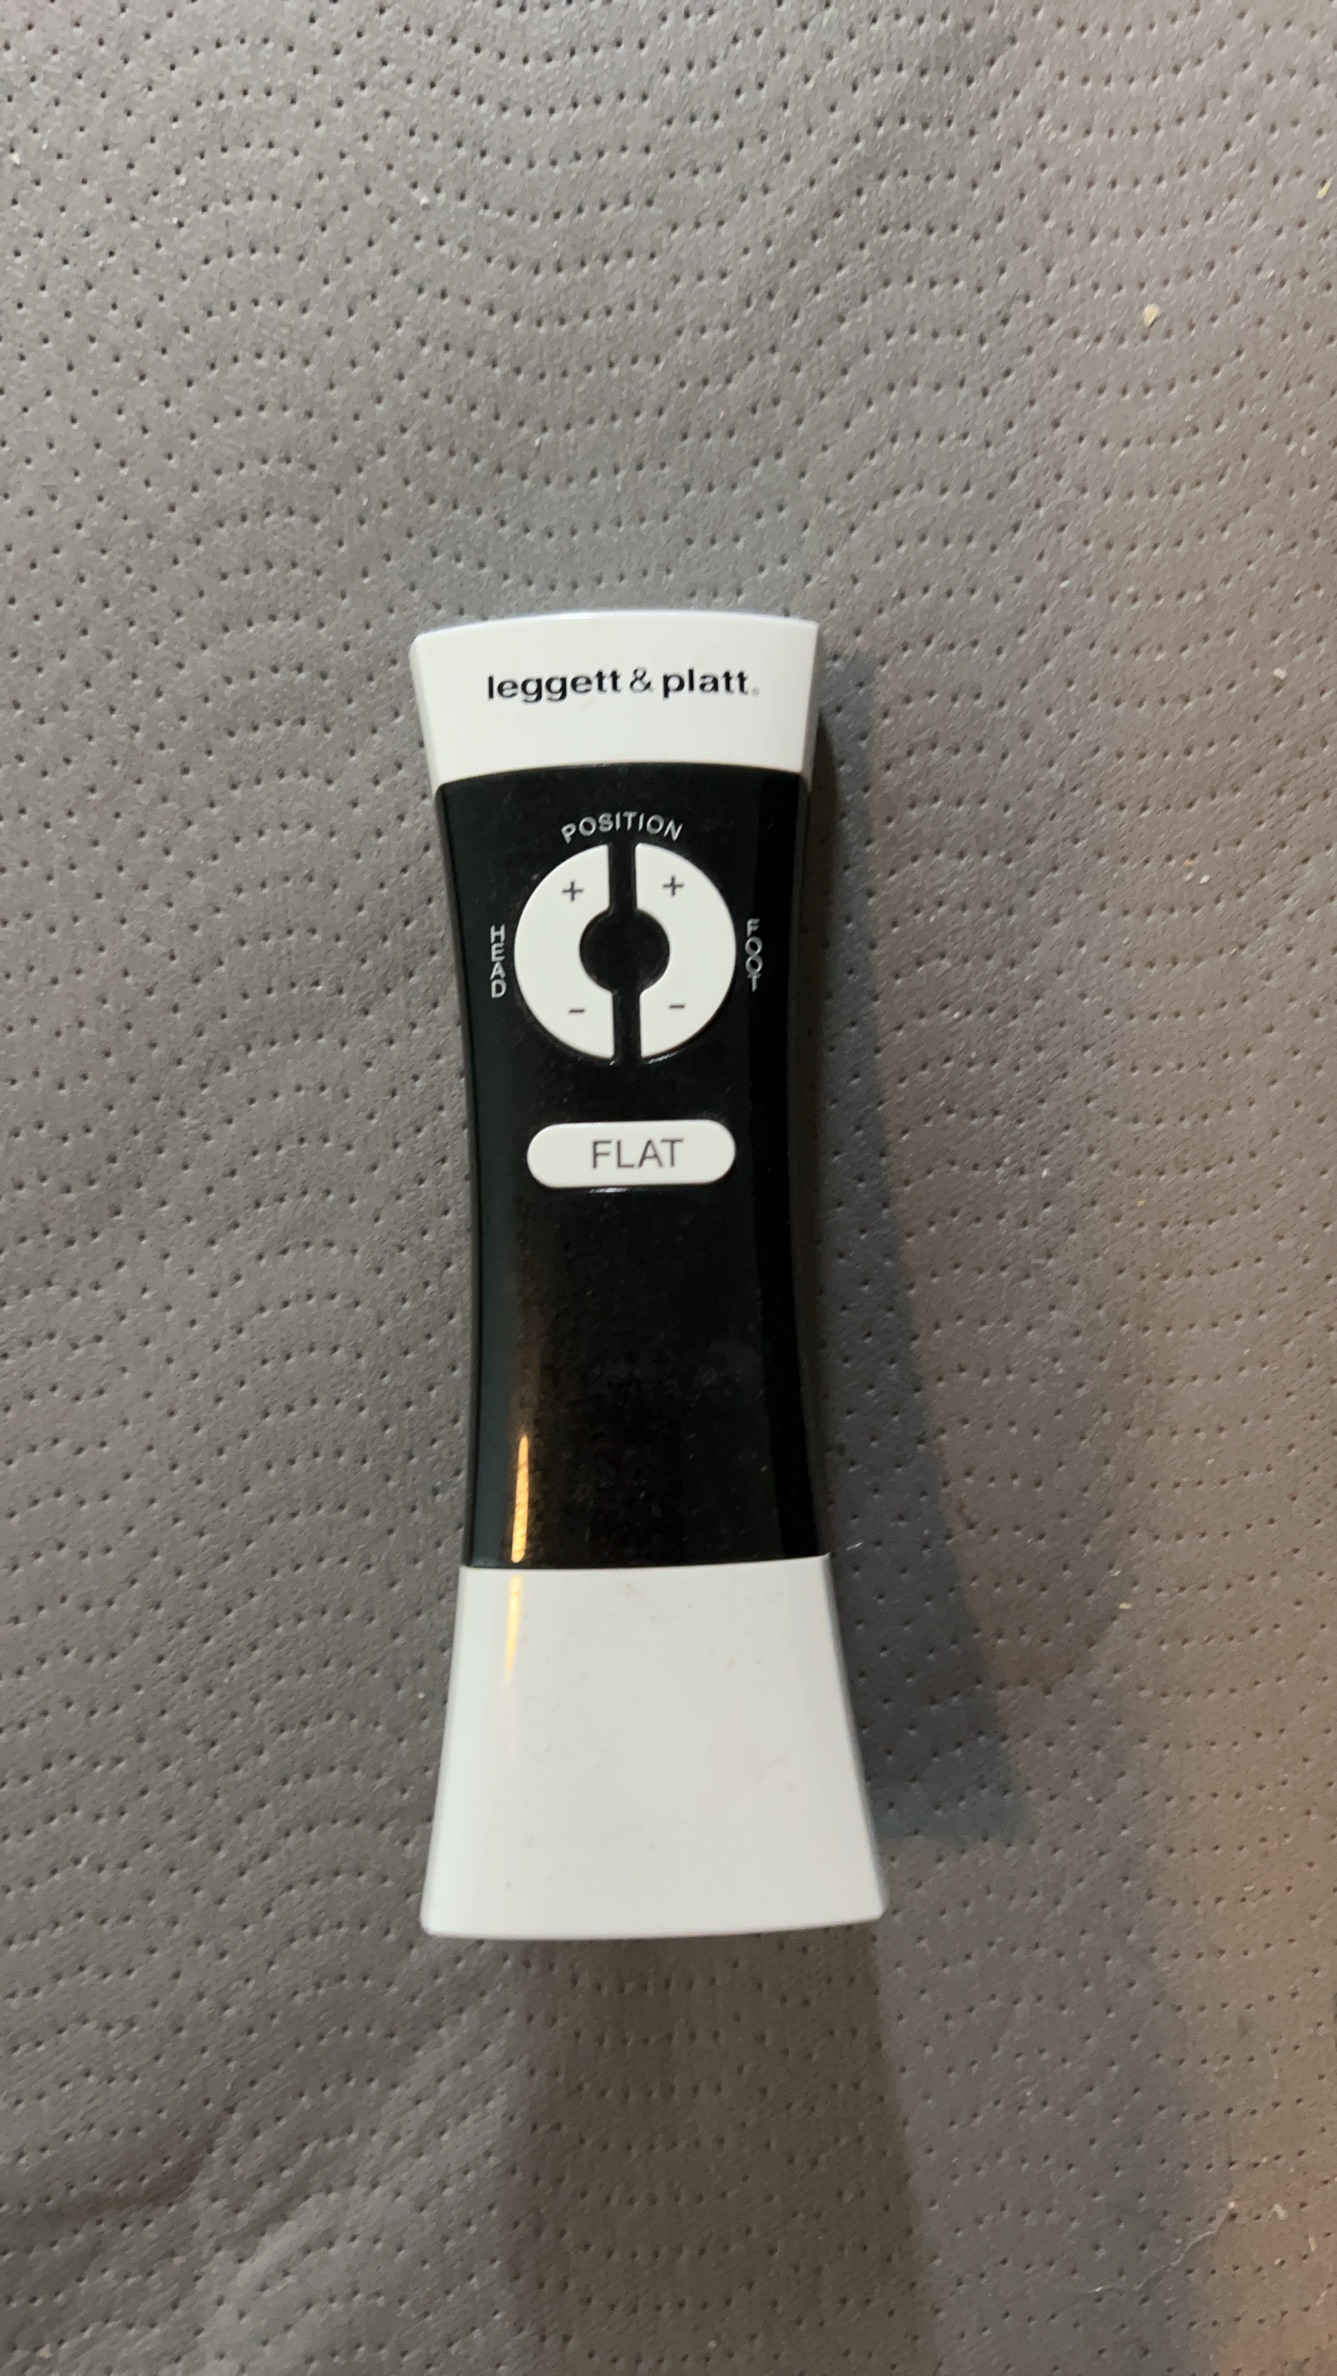 leggett & platt®
POSITION
+ +
HEAD
FOOT
- -
FLAT